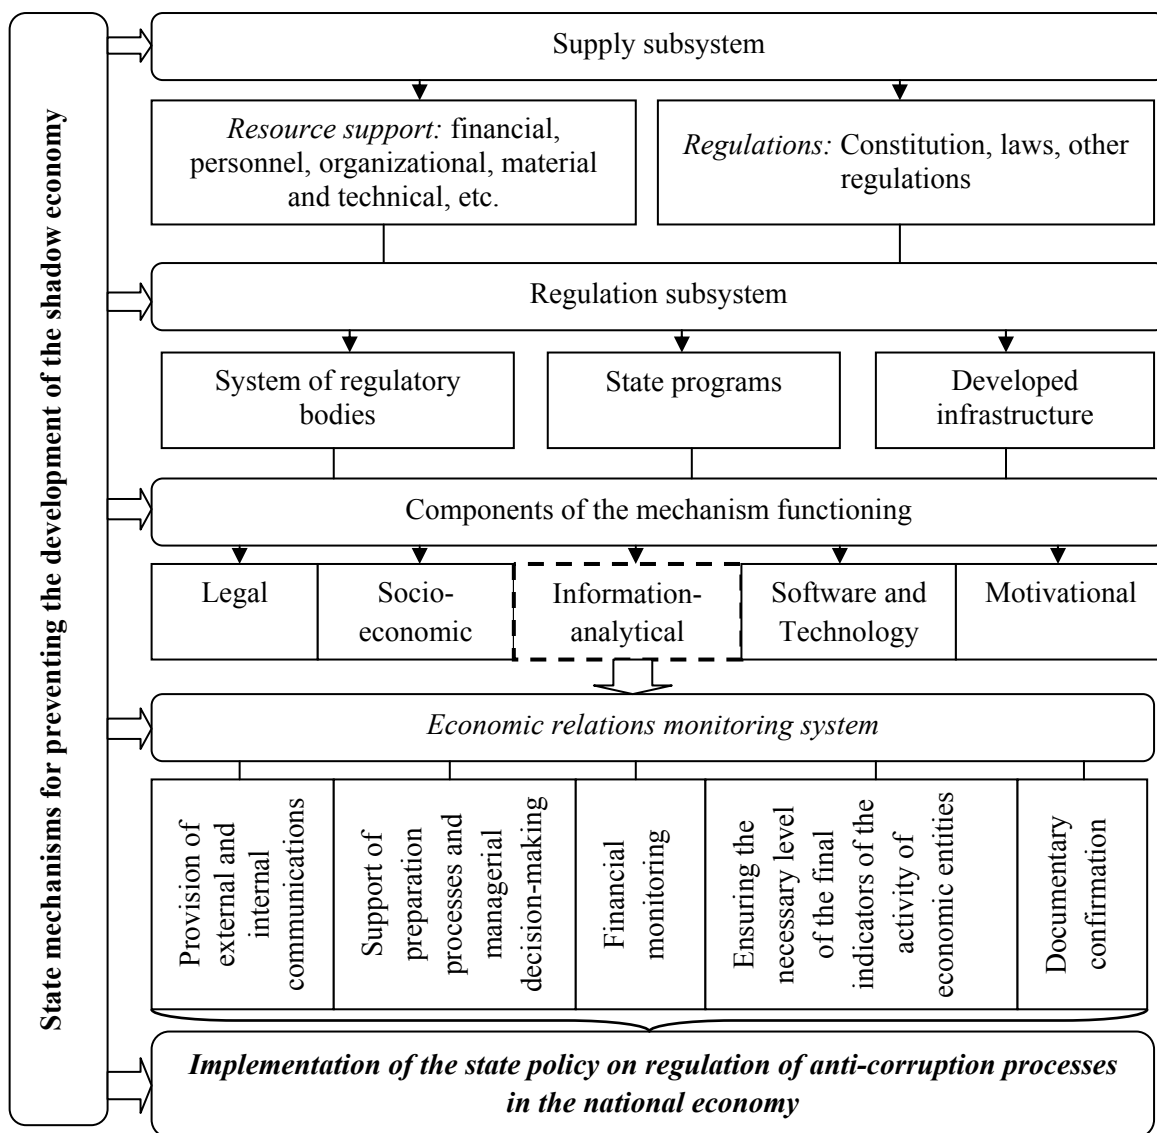 State mechanisms for preventing the development of the shadow economy
Supply subsystem
Resource support: financial,
personnel, organizational, material
and technical, etc.
Regulations: Constitution, laws, other
regulations
Regulation subsystem
System of regulatory
bodies
State programs
Developed
infrastructure
Components of the mechanism functioning
Legal
Socio-
economic
Information-
analytical
Software and
Technology
Motivational
Economic relations monitoring system
Provision of
external and
internal
communications
Support of
preparation
processes and
managerial
decision-making
Financial
monitoring
Ensuring the
necessary level
of the final
indicators of the
activity of
economic entities
Documentary
confirmation
Implementation of the state policy on regulation of anti-corruption processes
in the national economy